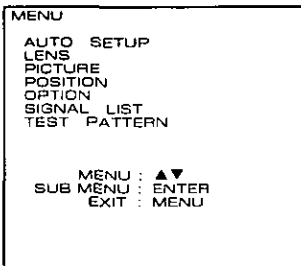 MENU
AUTO SETUP
LENS
PICTURE
POSITION
OPTION
SIGNAL LIST
TEST PATTERN
MENU : ▲▼
SUB MENU : ENTER
EXIT : MENU